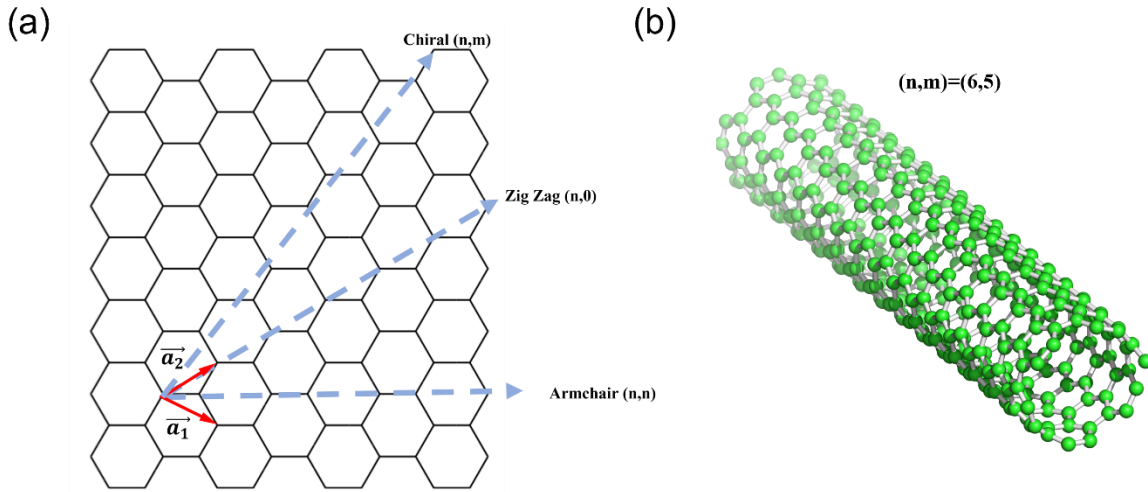 (a)
Chiral (n,m)
Zig Zag (n,0)
a₂
Armchair (n,n)
a₁
(b)
(n,m)=(6,5)